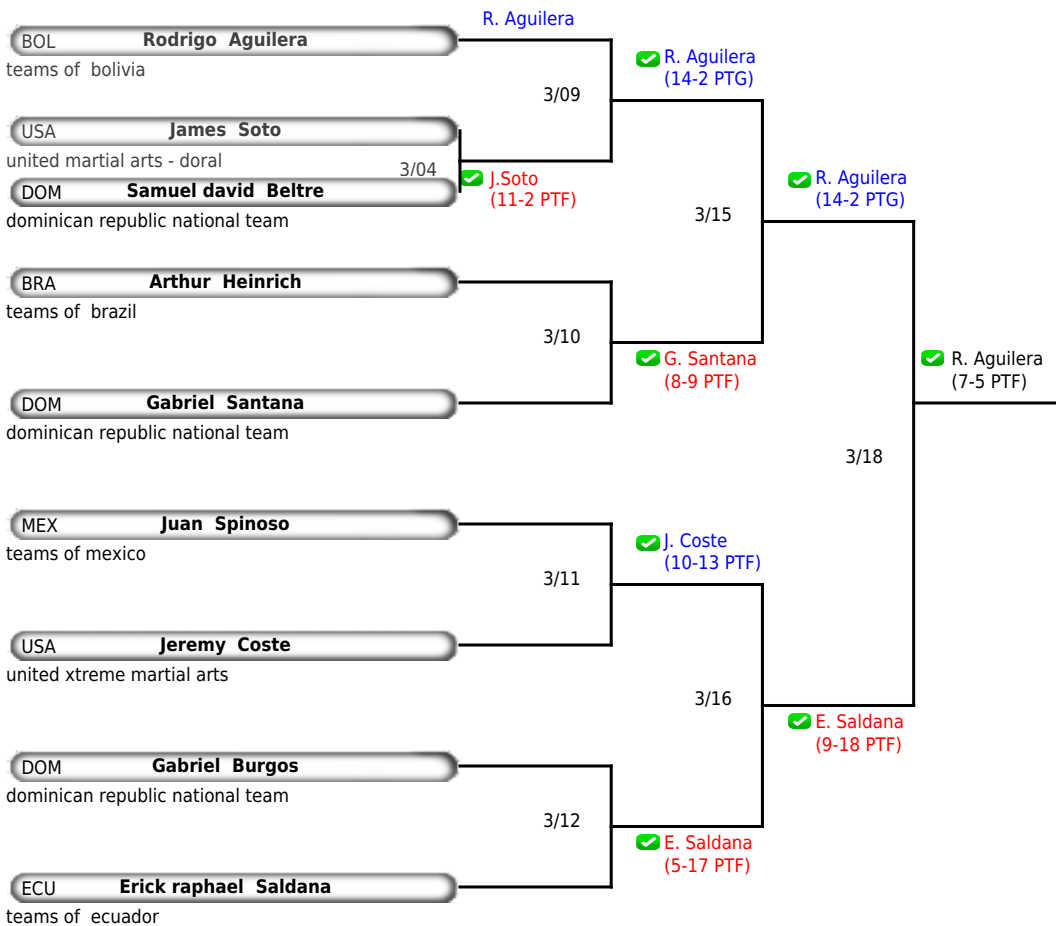 R. Aguilera
BOL Rodrigo Aguilera
teams of bolivia
R. Aguilera
(14-2 PTG)
3/09
USA James Soto
united martial arts - doral
3/04
J.Soto
(11-2 PTF)
DOM Samuel david Beltre
dominican republic national team
R. Aguilera
(14-2 PTG)
3/15
BRA Arthur Heinrich
teams of brazil
3/10
G. Santana
(8-9 PTF)
R. Aguilera
(7-5 PTF)
DOM Gabriel Santana
dominican republic national team
3/18
MEX Juan Spinoso
teams of mexico
J. Coste
(10-13 PTF)
3/11
USA Jeremy Coste
united xtreme martial arts
3/16
E. Saldana
(9-18 PTF)
DOM Gabriel Burgos
dominican republic national team
3/12
E. Saldana
(5-17 PTF)
ECU Erick raphael Saldana
teams of ecuador